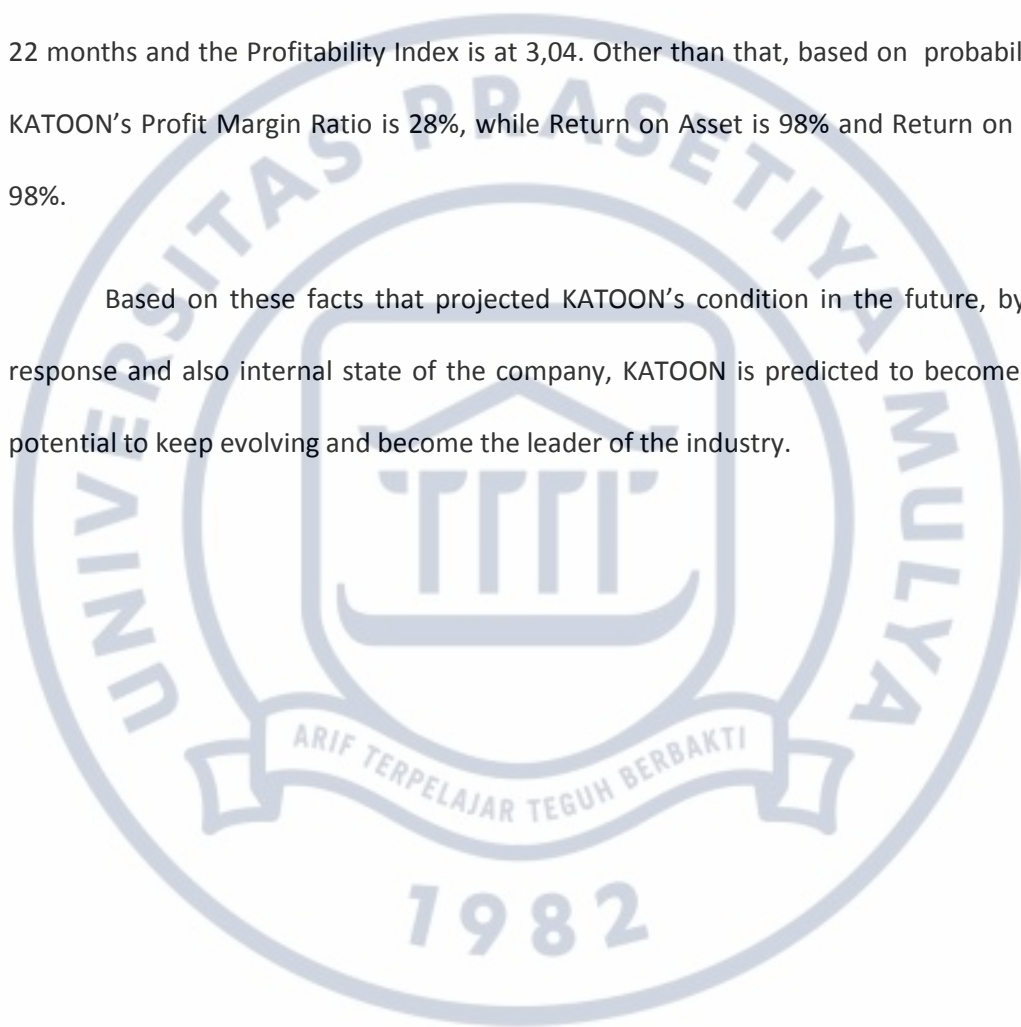 22 months and the Profitability Index is at 3,04. Other than that, based on probabil
KATOON’s Profit Margin Ratio is 28%, while Return on Asset is 98% and Return on
98%.
Based on these facts that projected KATOON’s condition in the future, by
response and also internal state of the company, KATOON is predicted to become
potential to keep evolving and become the leader of the industry.
UNIVERSITAS PRASETIYA MULYA
ARIF TERPELAJAR TEGUH BERBAKTI
1982